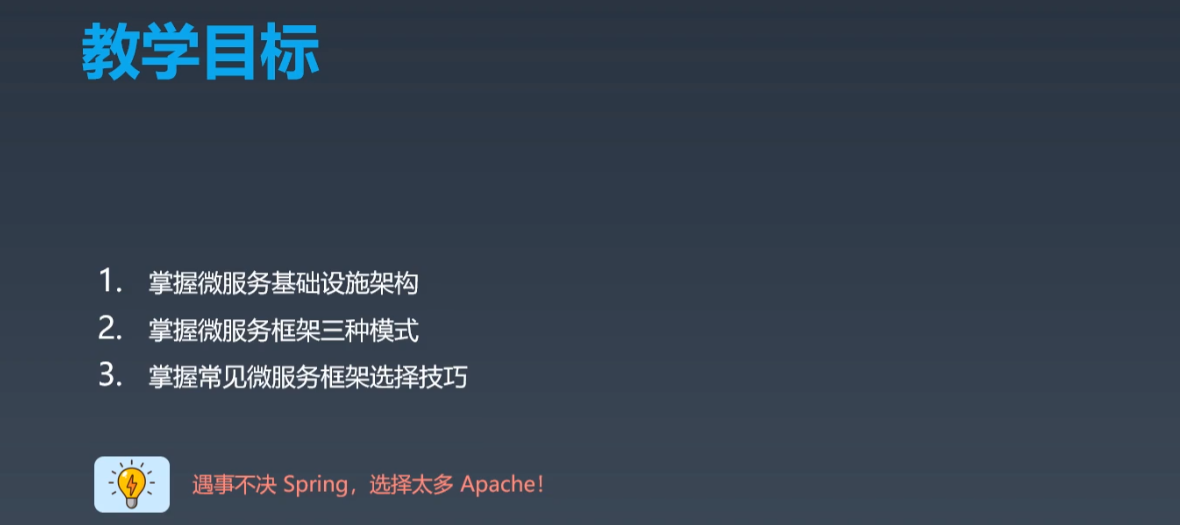 教学目标
1. 掌握微服务基础设施架构
2. 掌握微服务框架三种模式
3. 掌握常见微服务框架选择技巧
遇事不决 Spring，选择太多 Apache！